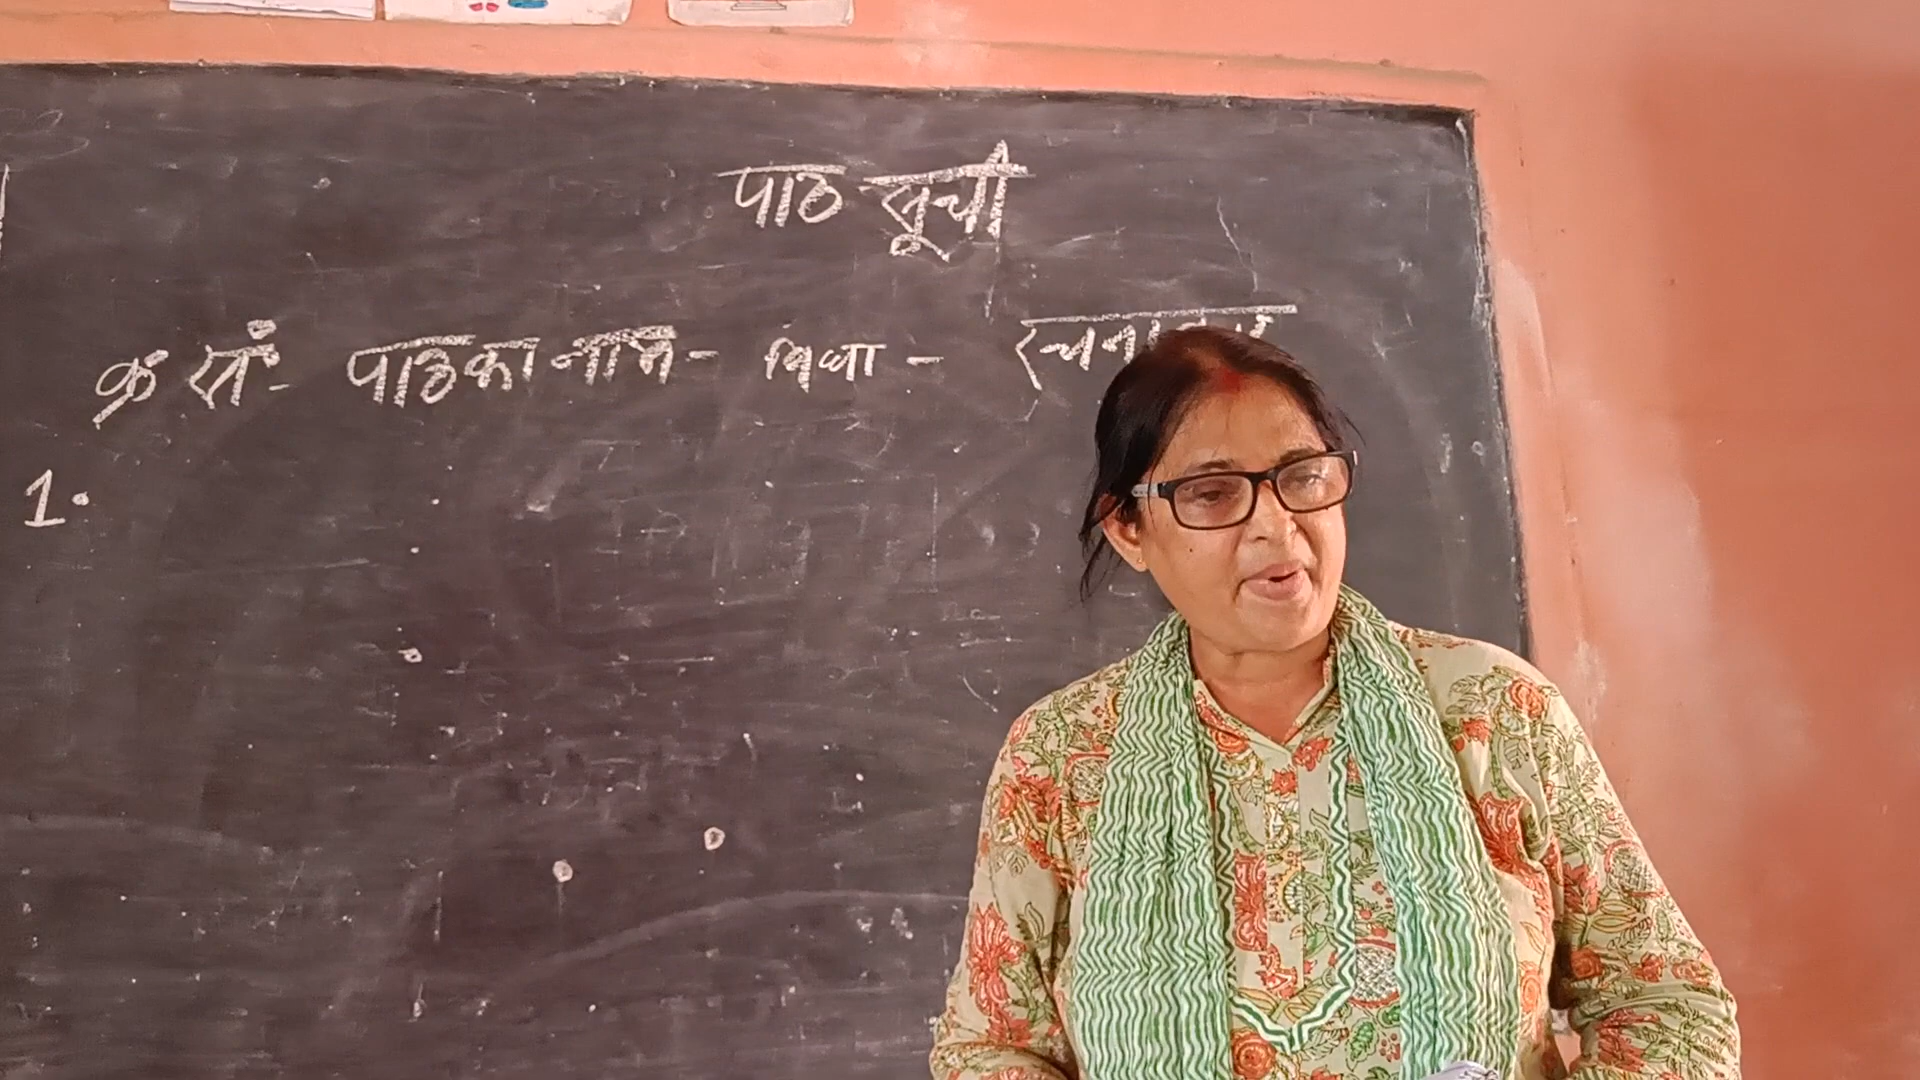 पाठ सूची
क्रं सं.- पाठ का नाम- विधा -
1.